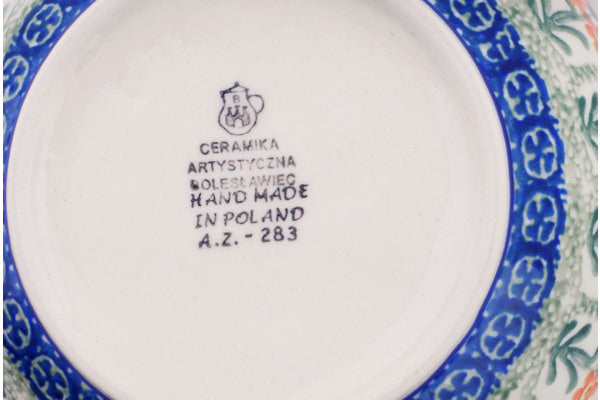 B
CERAMIKA
ARTYSTYCZNA
BOLESŁAWIEC
HAND MADE
IN POLAND
A.Z. - 283